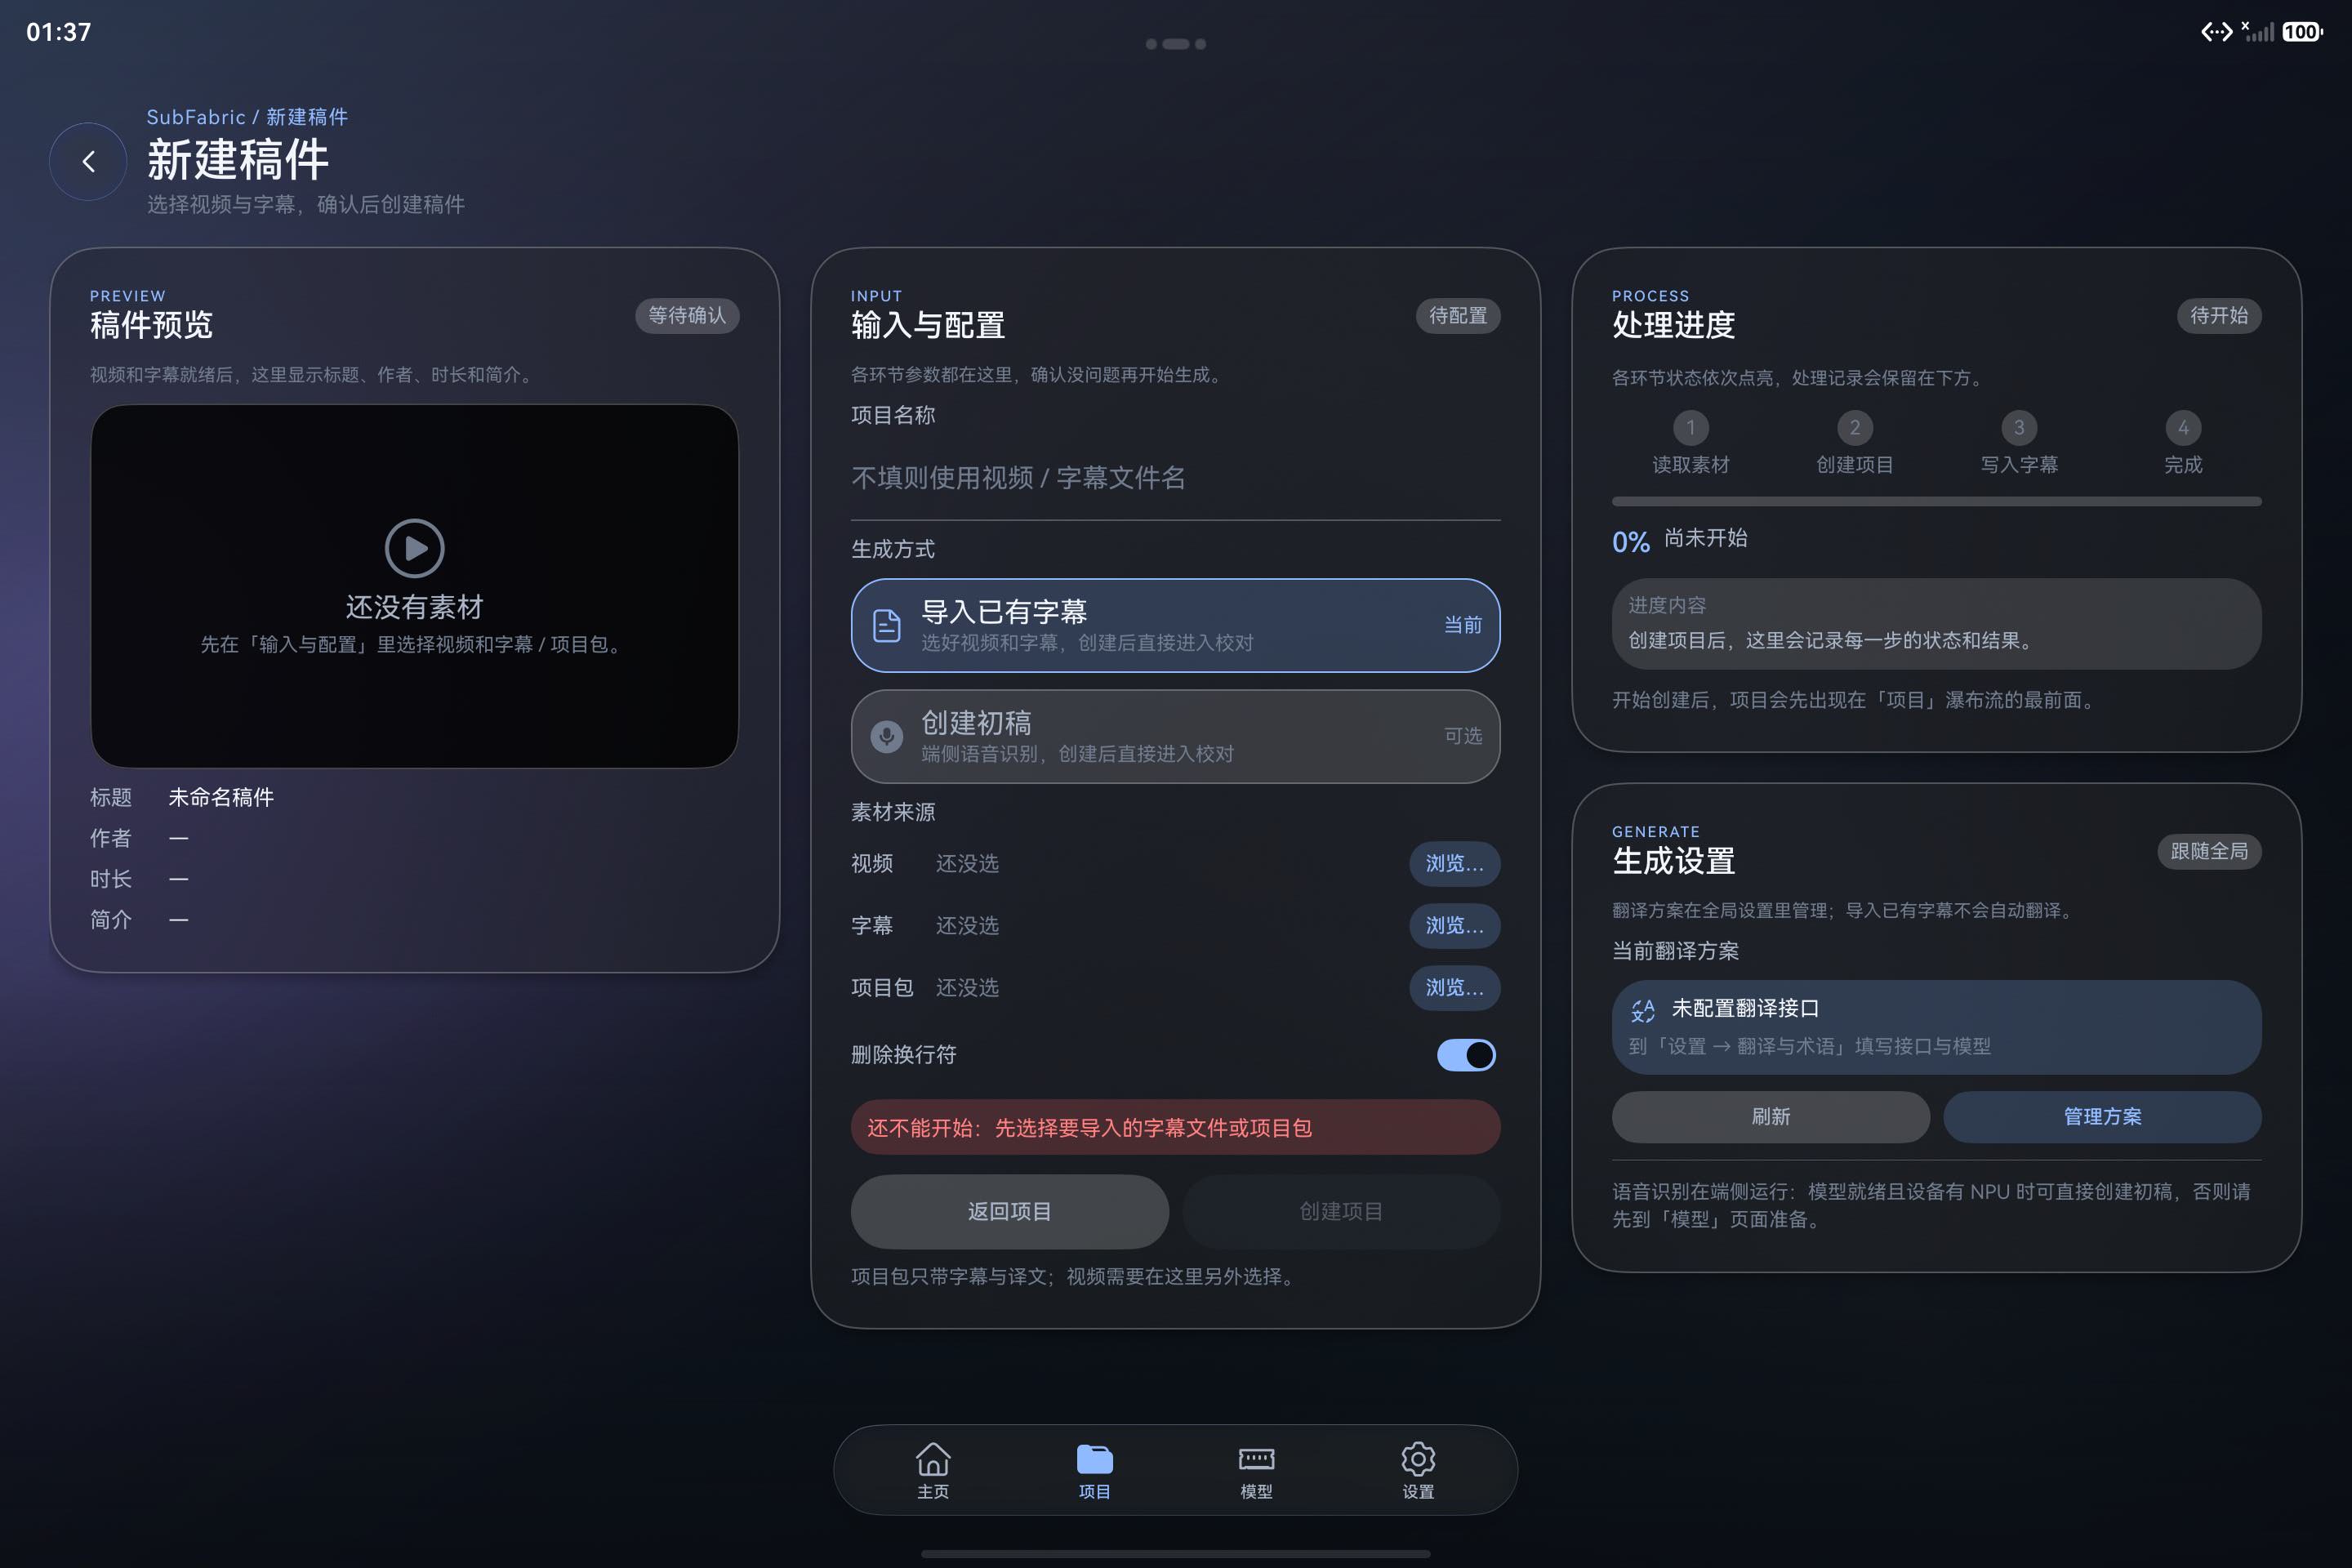 01:37
100
SubFabric / 新建稿件
新建稿件
选择视频与字幕，确认后创建稿件
PREVIEW
稿件预览
等待确认
视频和字幕就绪后，这里显示标题、作者、时长和简介。
还没有素材
先在「输入与配置」里选择视频和字幕 / 项目包。
标题 未命名稿件
作者 —
时长 —
简介 —
INPUT
输入与配置
待配置
各环节参数都在这里，确认没问题再开始生成。
项目名称
不填则使用视频 / 字幕文件名
生成方式
导入已有字幕
选好视频和字幕，创建后直接进入校对
当前
创建初稿
端侧语音识别，创建后直接进入校对
可选
素材来源
视频 还没选 浏览...
字幕 还没选 浏览...
项目包 还没选 浏览...
删除换行符
还不能开始：先选择要导入的字幕文件或项目包
返回项目 创建项目
项目包只带字幕与译文；视频需要在这里另外选择。
PROCESS
处理进度
待开始
各环节状态依次点亮，处理记录会保留在下方。
1 2 3 4
读取素材 创建项目 写入字幕 完成
0% 尚未开始
进度内容
创建项目后，这里会记录每一步的状态和结果。
开始创建后，项目会先出现在「项目」瀑布流的最前面。
GENERATE
生成设置
跟随全局
翻译方案在全局设置里管理；导入已有字幕不会自动翻译。
当前翻译方案
未配置翻译接口
到「设置 → 翻译与术语」填写接口与模型
刷新 管理方案
语音识别在端侧运行：模型就绪且设备有 NPU 时可直接创建初稿，否则请
先到「模型」页面准备。
主页 项目 模型 设置